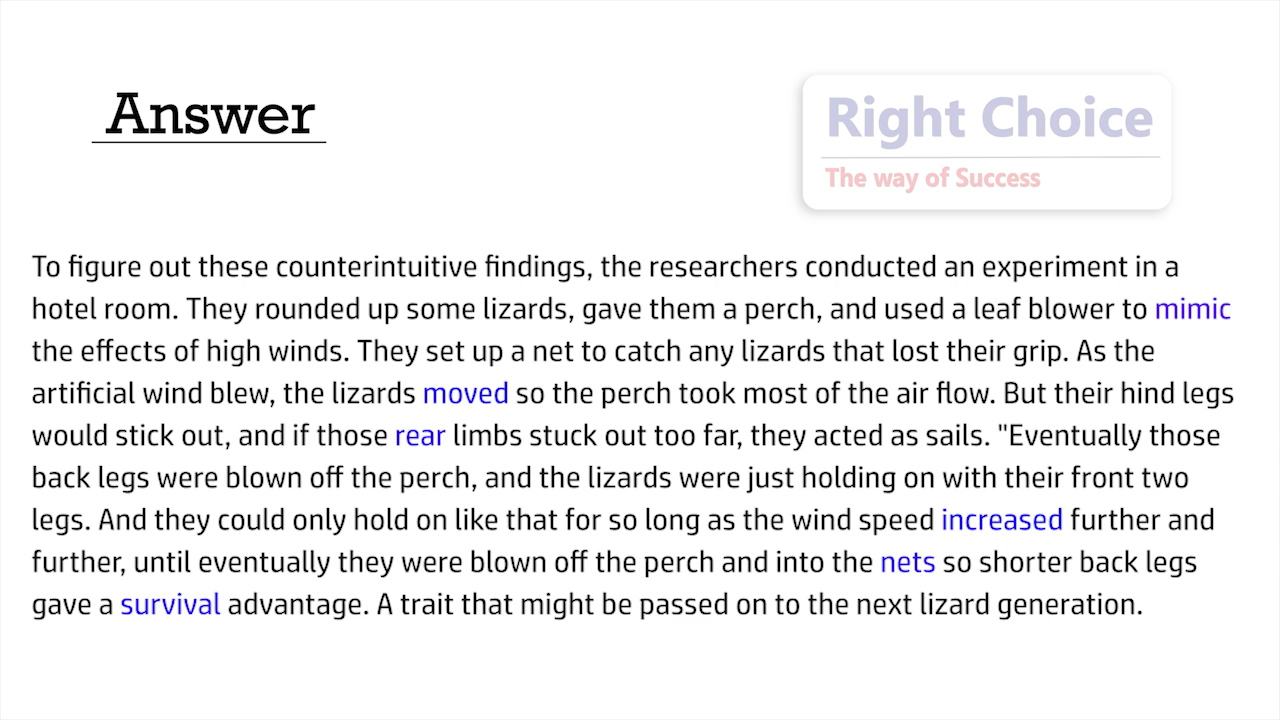 Answer
Right Choice
The way of Success
To figure out these counterintuitive findings, the researchers conducted an experiment in a
hotel room. They rounded up some lizards, gave them a perch, and used a leaf blower to mimic
the effects of high winds. They set up a net to catch any lizards that lost their grip. As the
artificial wind blew, the lizards moved so the perch took most of the air flow. But their hind legs
would stick out, and if those rear limbs stuck out too far, they acted as sails. "Eventually those
back legs were blown off the perch, and the lizards were just holding on with their front two
legs. And they could only hold on like that for so long as the wind speed increased further and
further, until eventually they were blown off the perch and into the nets so shorter back legs
gave a survival advantage. A trait that might be passed on to the next lizard generation.